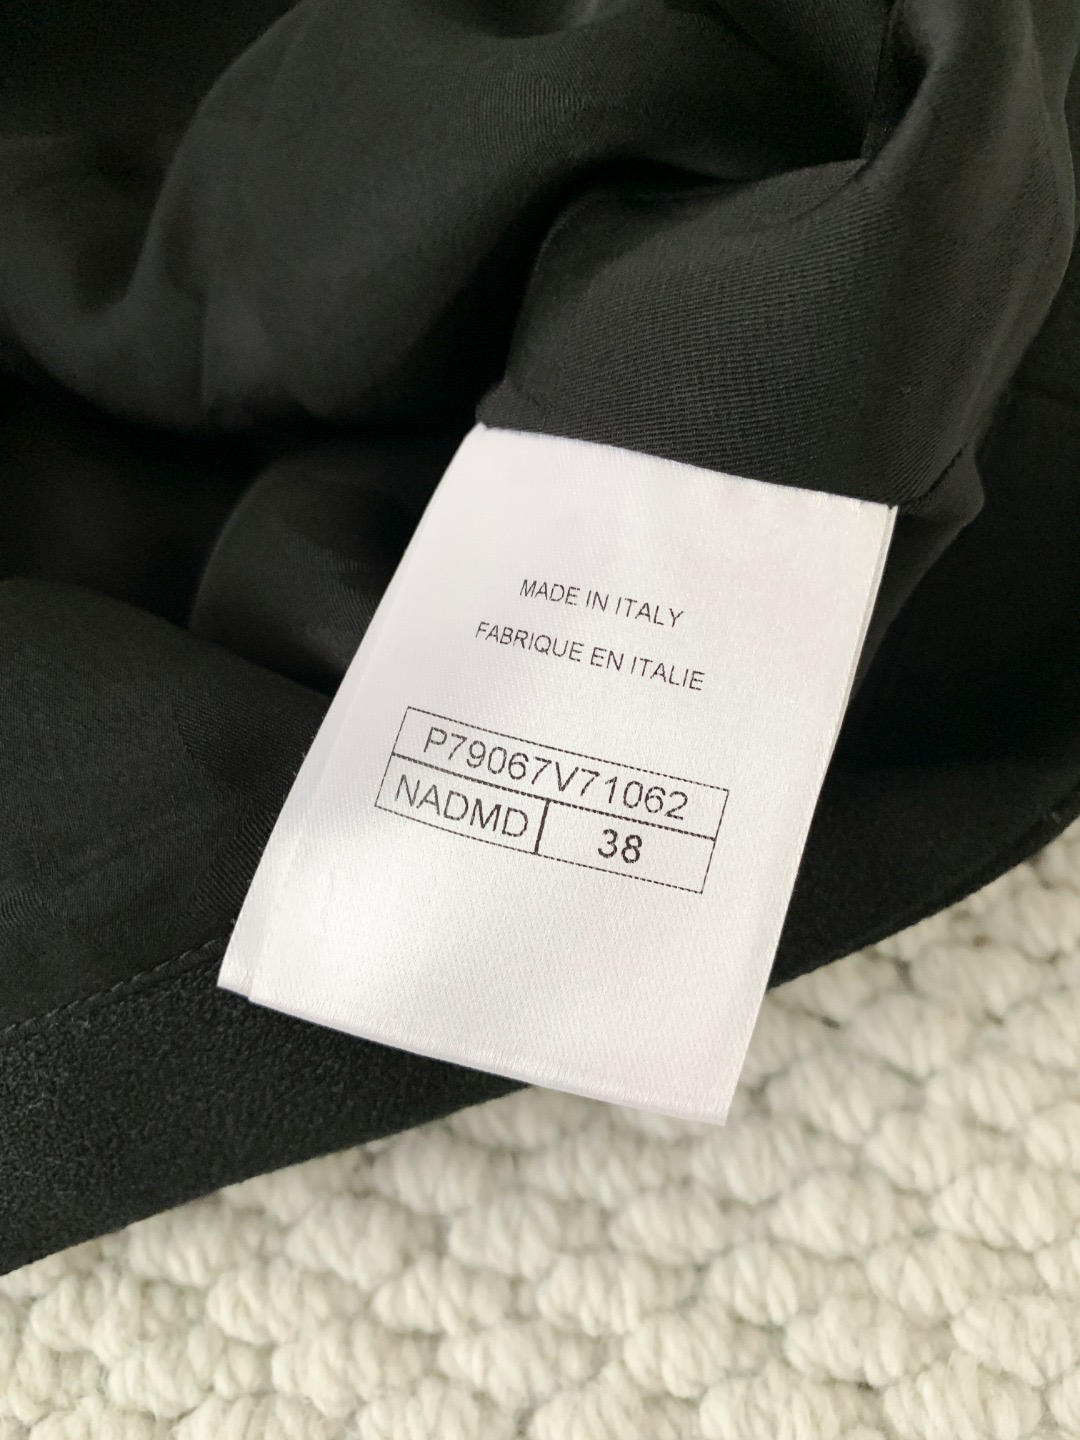 MADE IN ITALY
FABRIQUE EN ITALIE
P79067V71062
NADMD 38